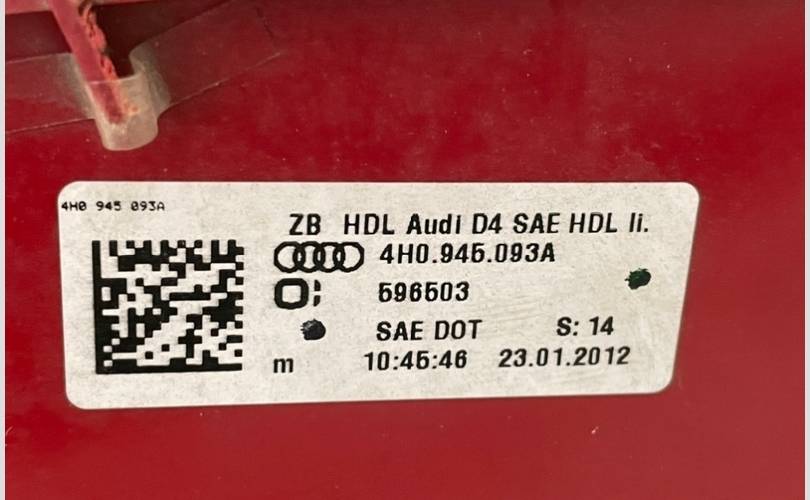 4H0 945 093A
ZB HDL Audi D4 SAE HDL li.
4H0.945.093A
596503
SAE DOT S: 14
m 10:45:46 23.01.2012